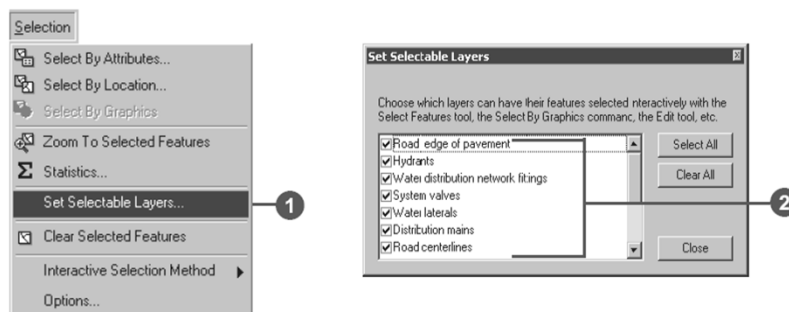 Selection
Select By Attributes...
Select By Location...
Select By Graphics
Zoom To Selected Features
Σ Statistics...
Set Selectable Layers...
1
Clear Selected Features
Interactive Selection Method
Options...
Set Selectable Layers
Choose which layers can have their features selected nteractively with the
Select Features tool, the Select By Graphics commanc, the Edit tool, etc.
Road edge of pavement
Hydrants
Water distribution network fittings
System valves
Water laterals
Distribution mains
Road centerlines
Select All
Clear All
Close
2